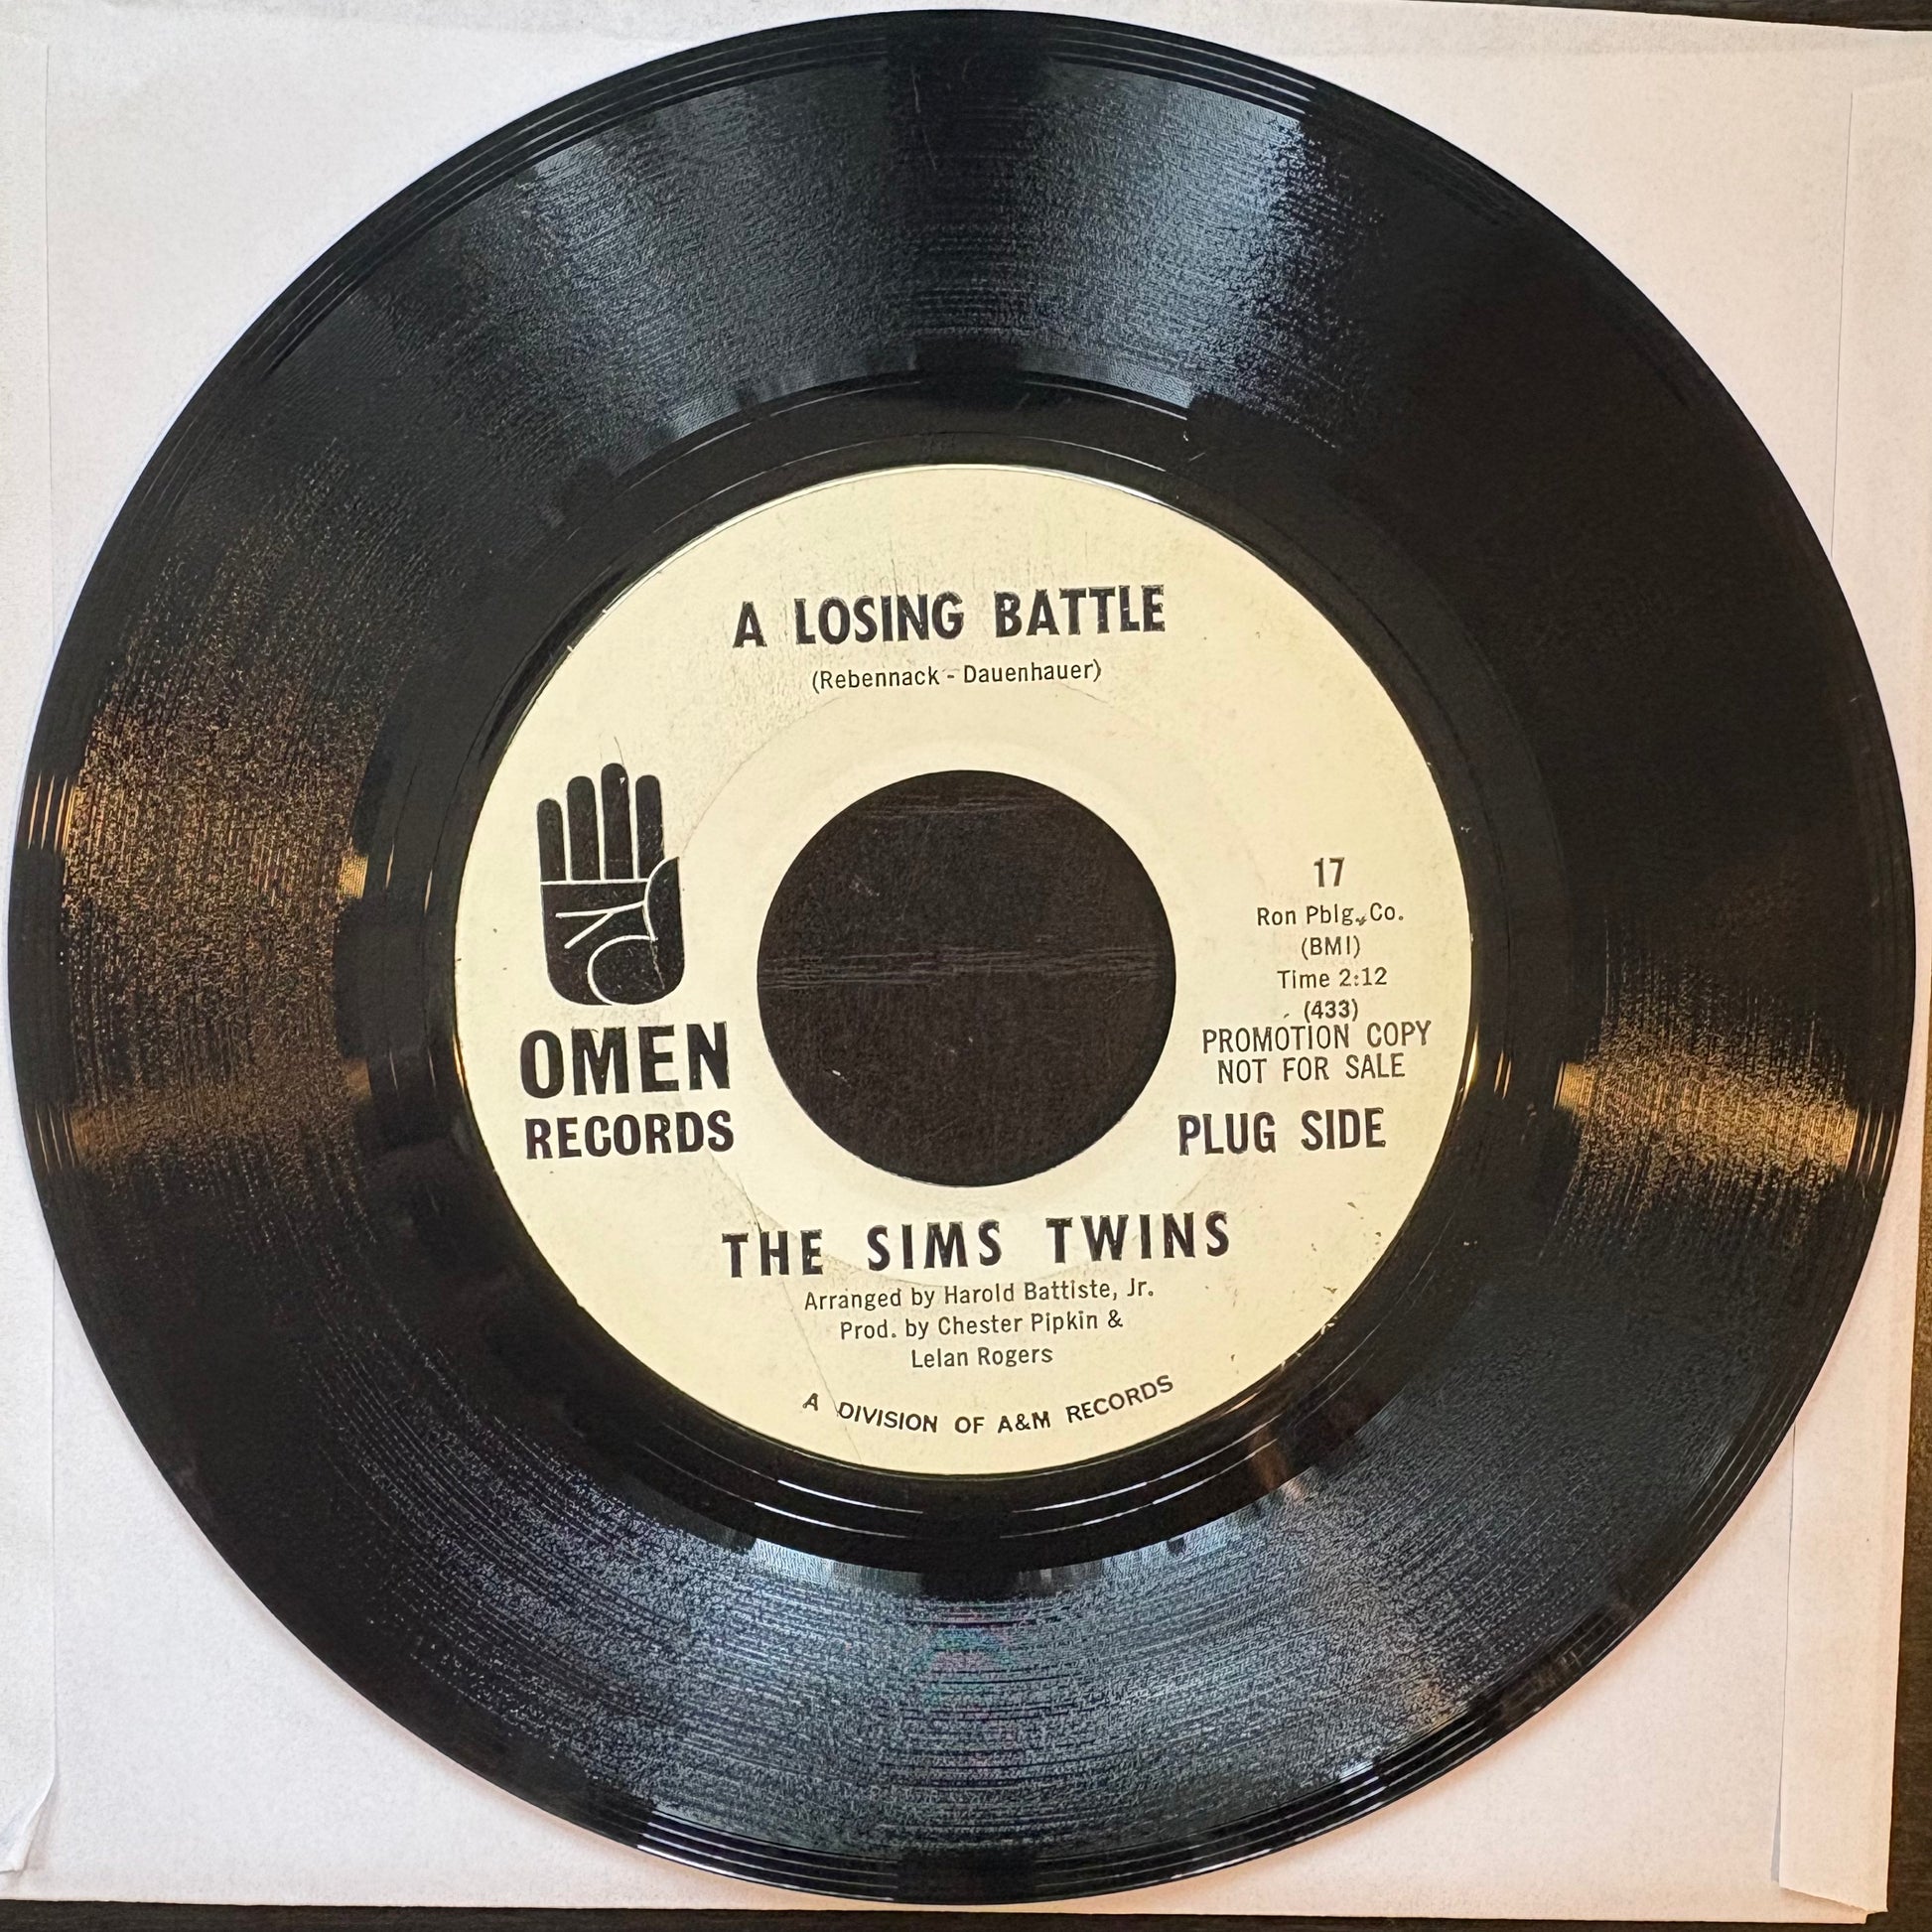 A LOSING BATTLE
(Rebennack - Dauenhauer)
OMEN
RECORDS
17
Ron Pblg. Co.
(BMI)
Time 2:12
(433)
PROMOTION COPY
NOT FOR SALE
PLUG SIDE
THE SIMS TWINS
Arranged by Harold Battiste, Jr.
Prod. by Chester Pipkin &
Lelan Rogers
A DIVISION OF A&M RECORDS